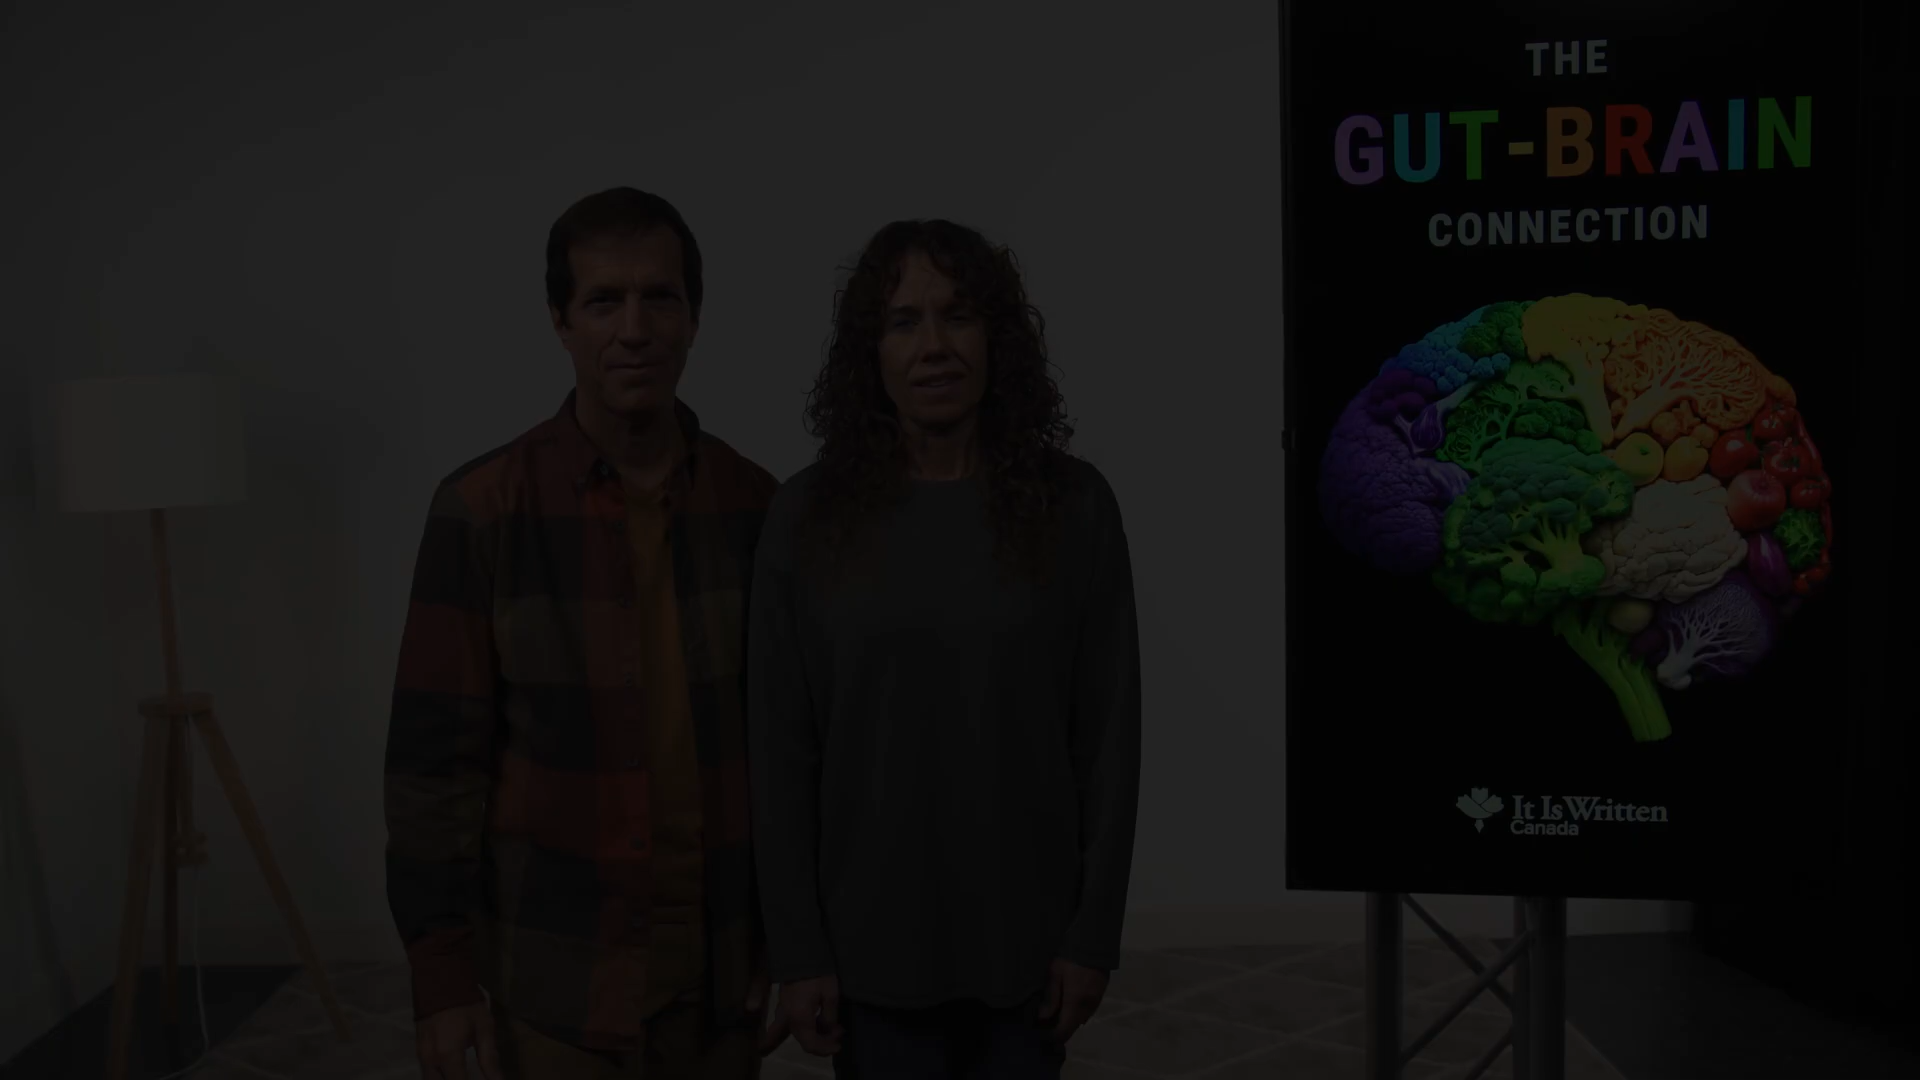 THE
GUT-BRAIN
CONNECTION
It Is Written
Canada